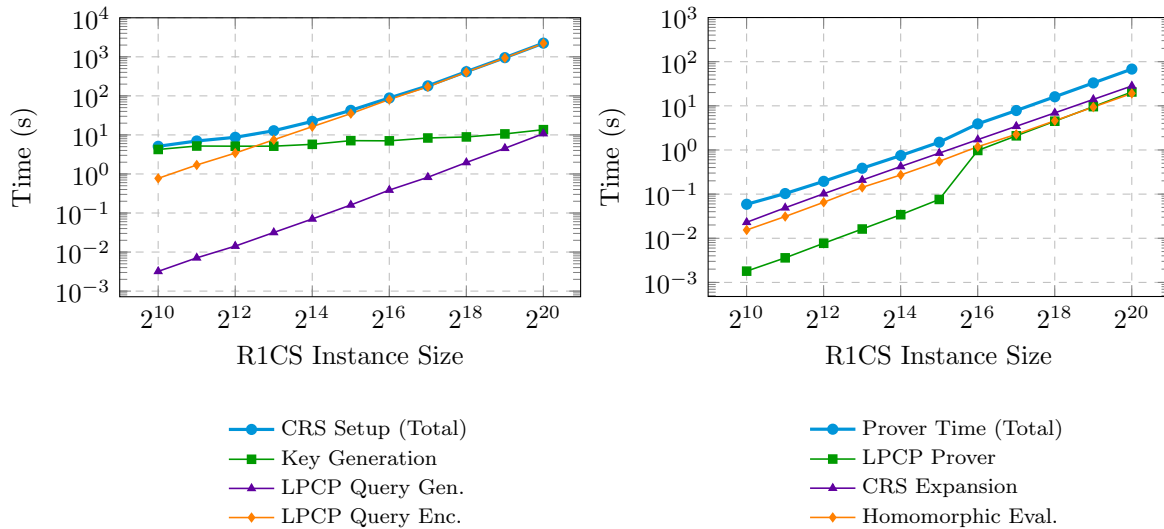 10^4
10^3
10^2
10^1
10^0
10^−1
10^−2
10^−3
Time (s)
2^10 2^12 2^14 2^16 2^18 2^20
R1CS Instance Size
CRS Setup (Total)
Key Generation
LPCP Query Gen.
LPCP Query Enc.
10^3
10^2
10^1
10^0
10^−1
10^−2
10^−3
Time (s)
2^10 2^12 2^14 2^16 2^18 2^20
R1CS Instance Size
Prover Time (Total)
LPCP Prover
CRS Expansion
Homomorphic Eval.